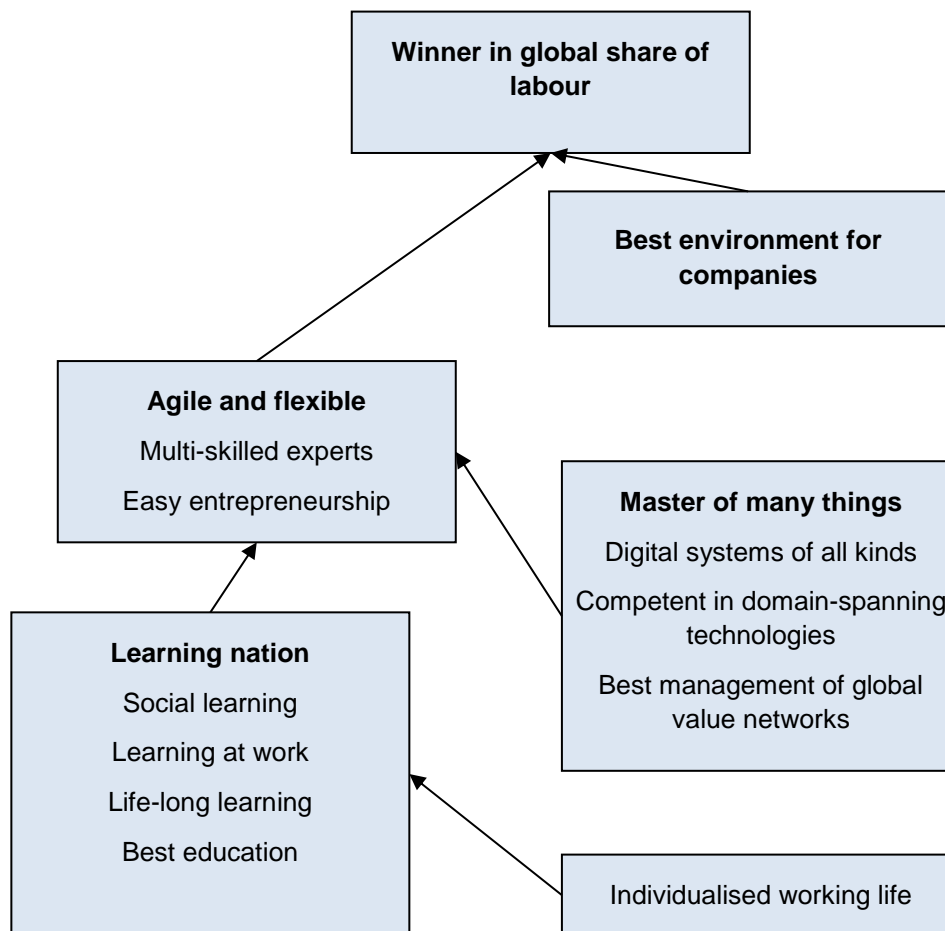 Winner in global share of
labour
Best environment for
companies
Agile and flexible
Multi-skilled experts
Easy entrepreneurship
Master of many things
Digital systems of all kinds
Competent in domain-spanning
technologies
Best management of global
value networks
Learning nation
Social learning
Learning at work
Life-long learning
Best education
Individualised working life